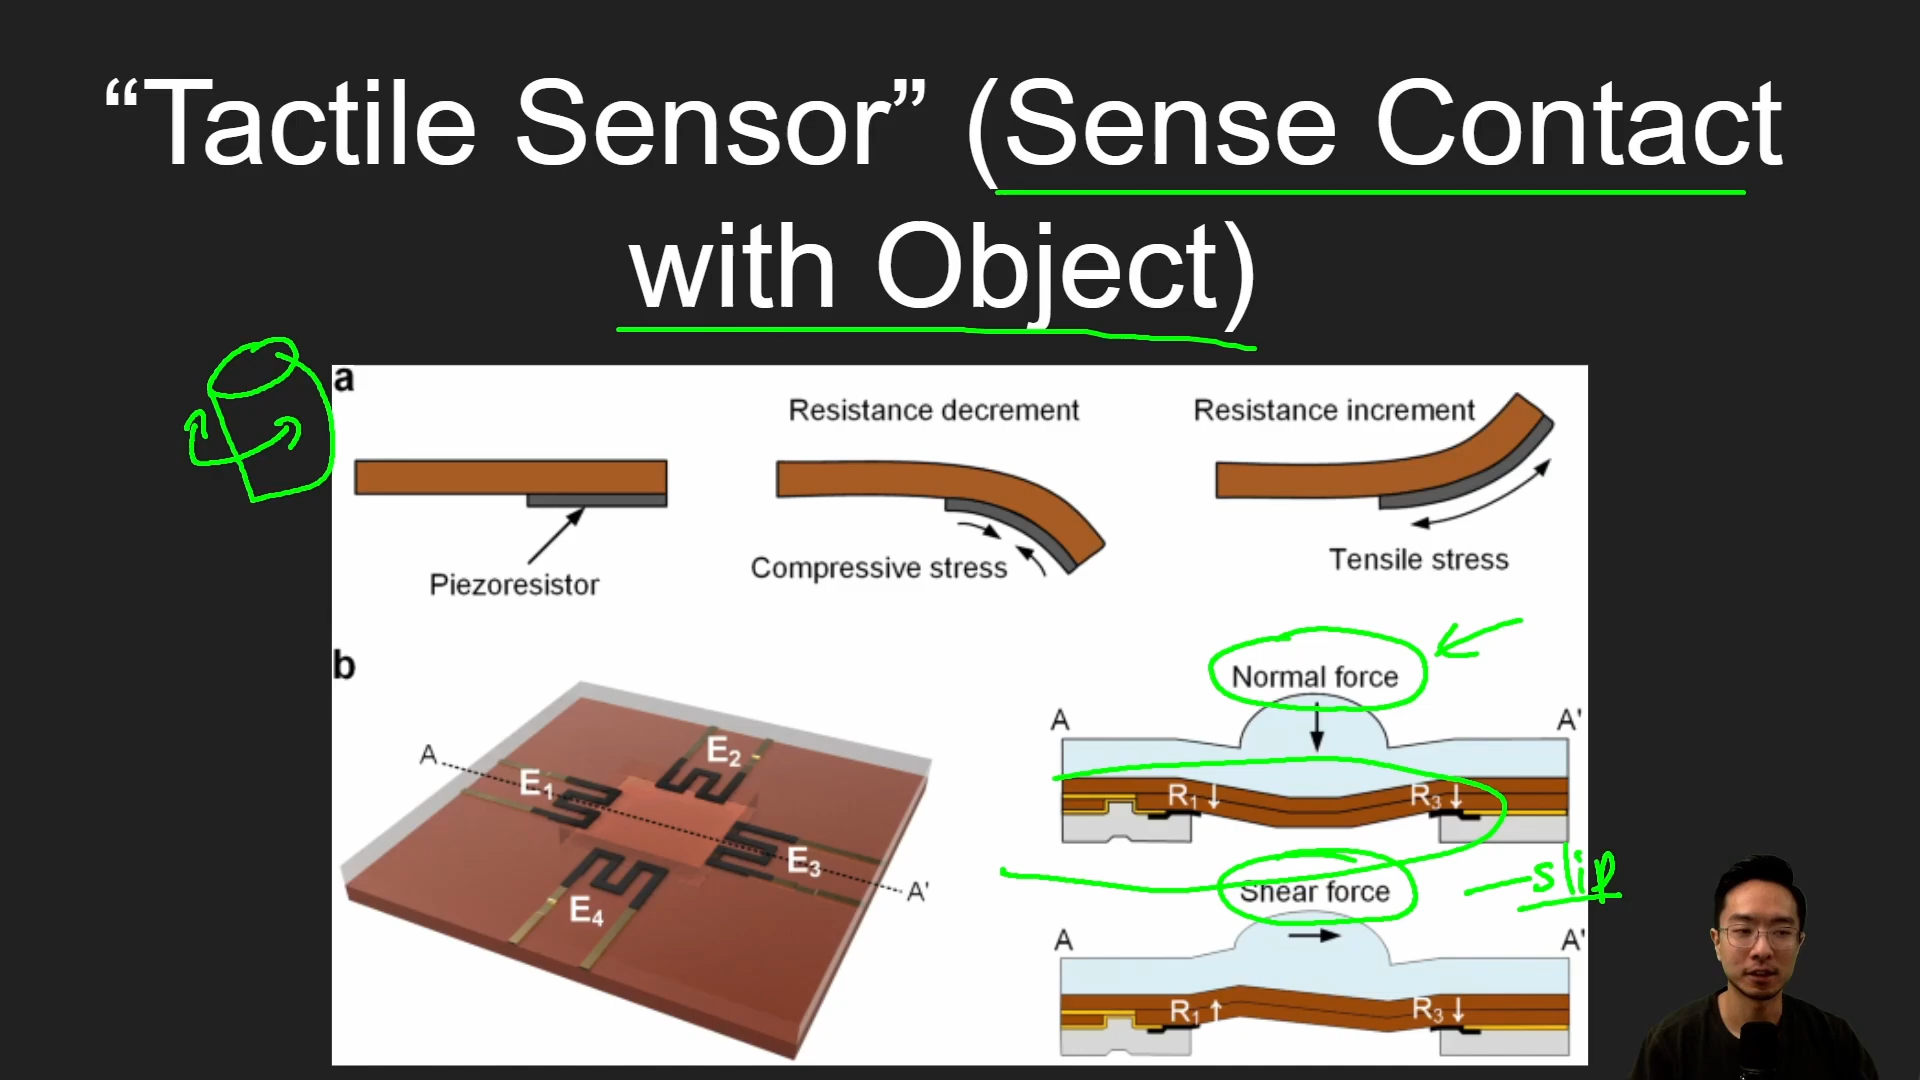 “Tactile Sensor” (Sense Contact
with Object)
a
Resistance decrement
Resistance increment
Piezoresistor
Compressive stress
Tensile stress
b
A
E1
E2
E3
E4
A'
Normal force
A
A'
R1↓
R3↓
Shear force
slip
A
A'
R1↑
R3↓